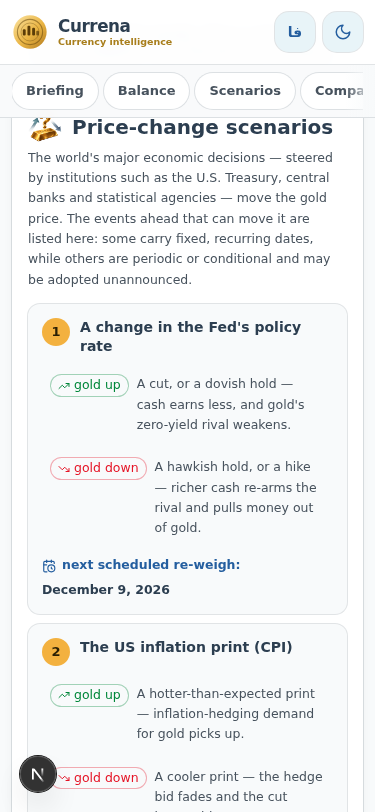 Currena
Currency intelligence
فا
Briefing
Balance
Scenarios
Compa
Price-change scenarios
The world's major economic decisions — steered
by institutions such as the U.S. Treasury, central
banks and statistical agencies — move the gold
price. The events ahead that can move it are
listed here: some carry fixed, recurring dates,
while others are periodic or conditional and may
be adopted unannounced.
1
A change in the Fed's policy
rate
gold up
A cut, or a dovish hold —
cash earns less, and gold's
zero-yield rival weakens.
gold down
A hawkish hold, or a hike
— richer cash re-arms the
rival and pulls money out
of gold.
next scheduled re-weigh:
December 9, 2026
2
The US inflation print (CPI)
gold up
A hotter-than-expected print
— inflation-hedging demand
for gold picks up.
N
gold down
A cooler print — the hedge
bid fades and the cut